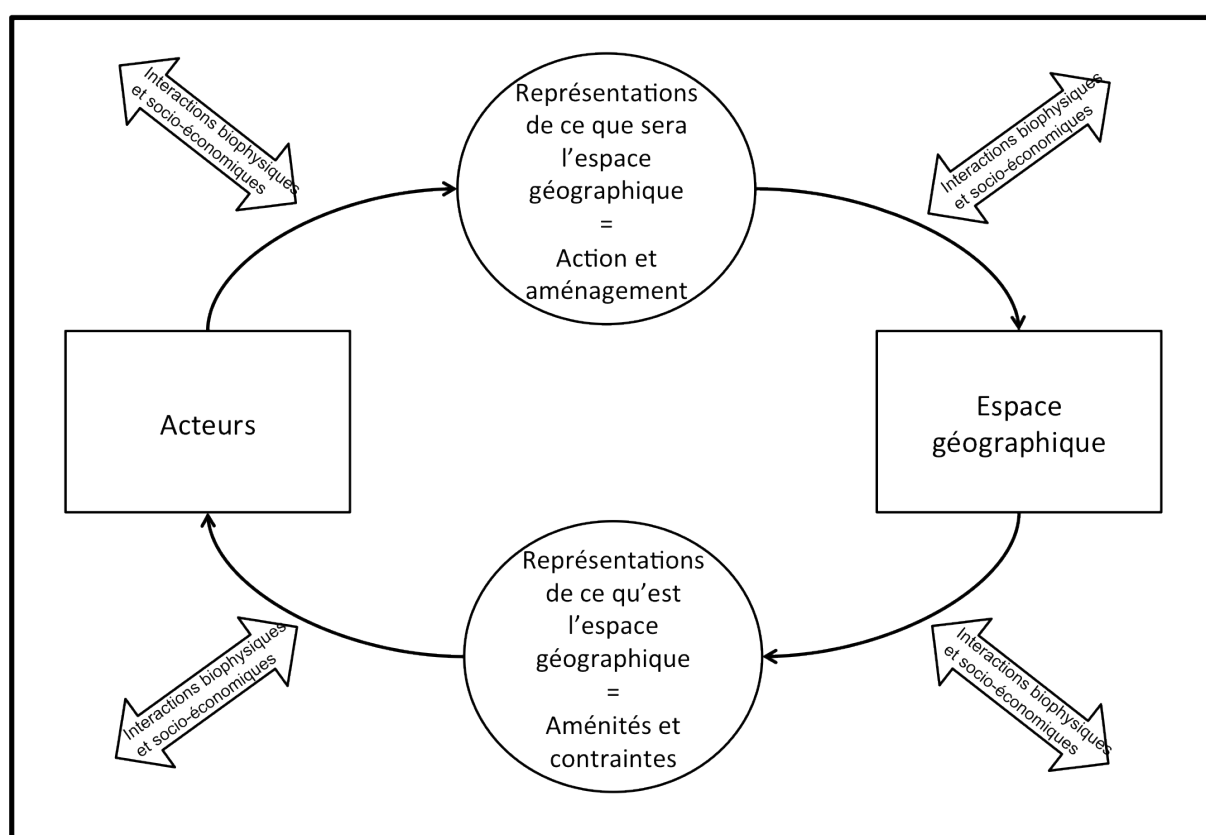 Interactions biophysiques
et socio-économiques
Représentations
de ce que sera
l'espace
géographique
=
Action et
aménagement
Interactions biophysiques
et socio-économiques
Acteurs
Espace
géographique
Représentations
de ce qu'est
l'espace
géographique
=
Aménités et
contraintes
Interactions biophysiques
et socio-économiques
Interactions biophysiques
et socio-économiques